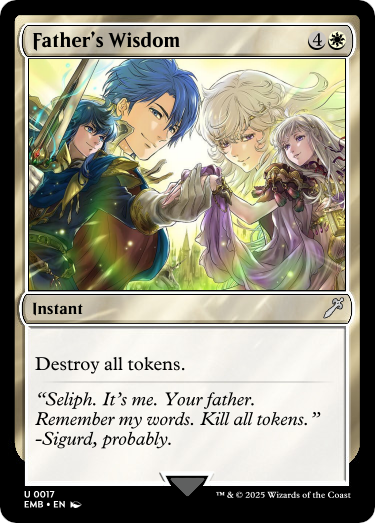 Father's Wisdom 4
Instant
Destroy all tokens.
“Seliph. It's me. Your father.
Remember my words. Kill all tokens.”
-Sigurd, probably.
U 0017
EMB • EN
™ & © 2025 Wizards of the Coast